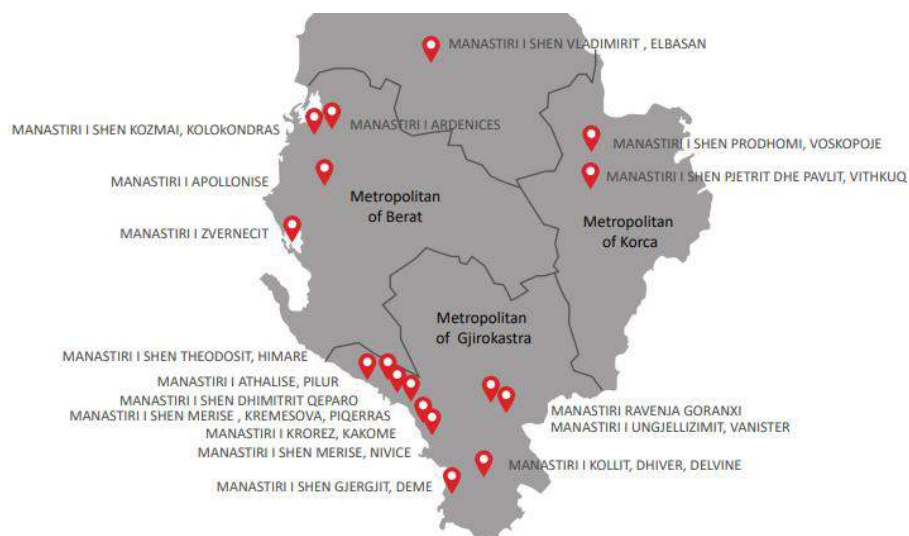 MANASTIRI I SHEN VLADIMIRIT , ELBASAN
MANASTIRI I SHEN KOZMAI, KOLOkONDRAS
MANASTIRI I ARDENICES
MANASTIRI I SHEN PRODHOMI, VOSKOPOJE
MANASTIRI I APOLLONISE
MANASTIRI I SHEN PJETRIT DHE PAVLIT, VITHKUQ
Metropolitan
of Berat
Metropolitan
of Korca
MANASTIRI I ZVERNECIT
Metropolitan
of Gjirokastra
MANASTIRI I SHEN THEODOSIT, HIMARE
MANASTIRI I ATHALISE, PILUR
MANASTIRI I SHEN DHIMITRIT QEPARO
MANASTIRI I SHEN MERISE , KREMESOVA, PIQERRAS
MANASTIRI I KROREZ, KAKOME
MANASTIRI I SHEN MERISE, NIVICE
MANASTIRI I SHEN GJERGJIT, DEME
MANASTIRI RAVENJA GORANXI
MANASTIRI I UNGJELLIZIMIT, VANISTER
MANASTIRI I KOLLIT, DHIVER, DELVINE